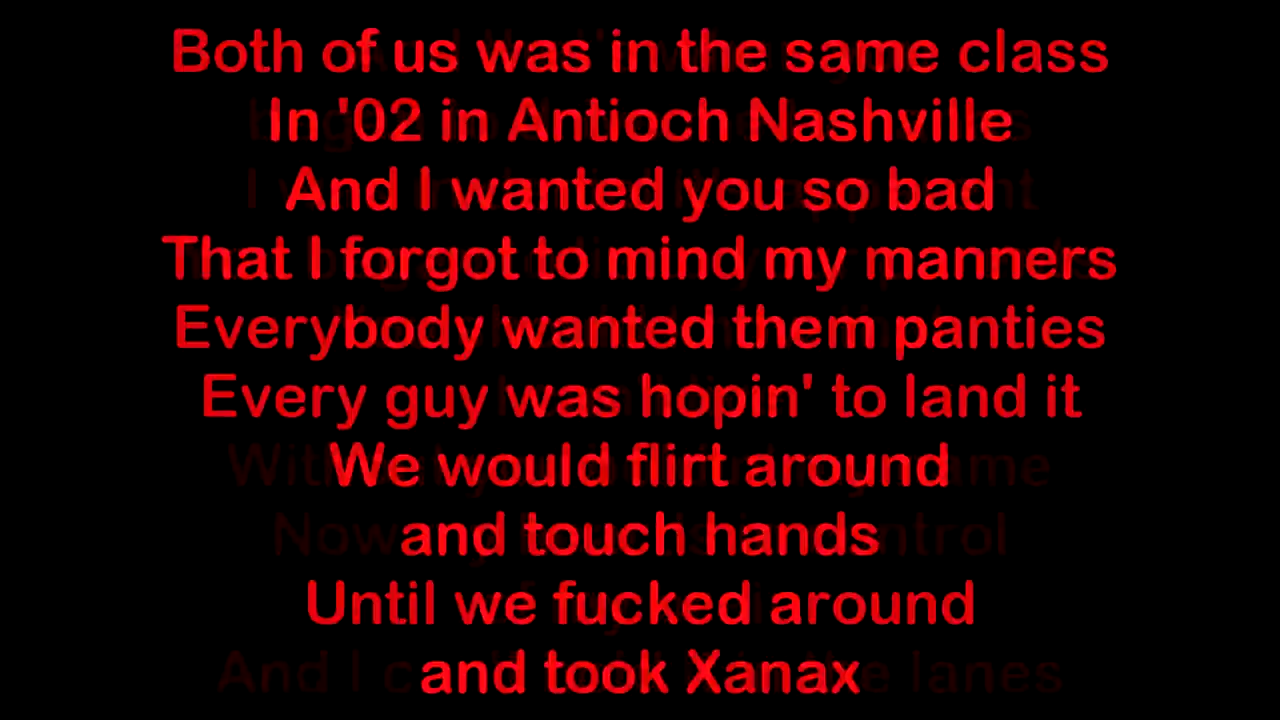 Both of us was in the same class
In '02 in Antioch Nashville
And I wanted you so bad
That I forgot to mind my manners
Everybody wanted them panties
Every guy was hopin' to land it
We would flirt around
and touch hands
Until we fucked around
and took Xanax